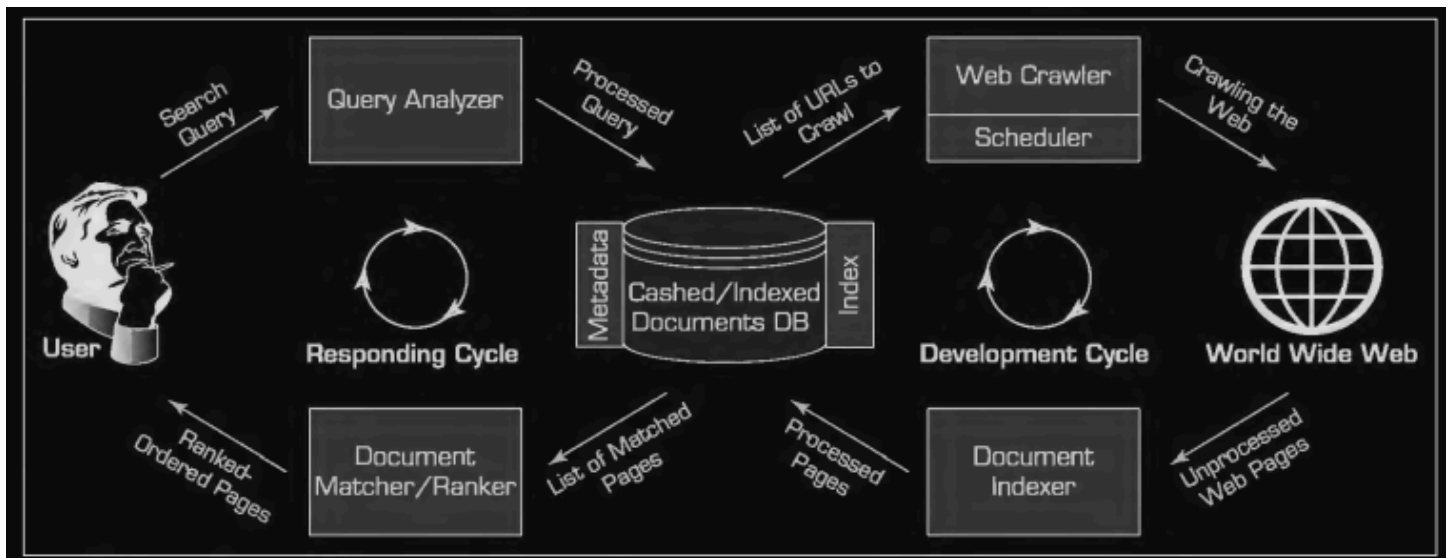 Search
Query
Query Analyzer
Processed
Query
List of URLs to
Crawl
Web Crawler
Scheduler
Crawling the
Web
User
Responding Cycle
Metadata
Cashed/Indexed
Documents DB
Index
Development Cycle
World Wide Web
Ranked-
Ordered Pages
Document
Matcher/Ranker
List of Matched
Pages
Processed
Pages
Document
Indexer
Unprocessed
Web Pages